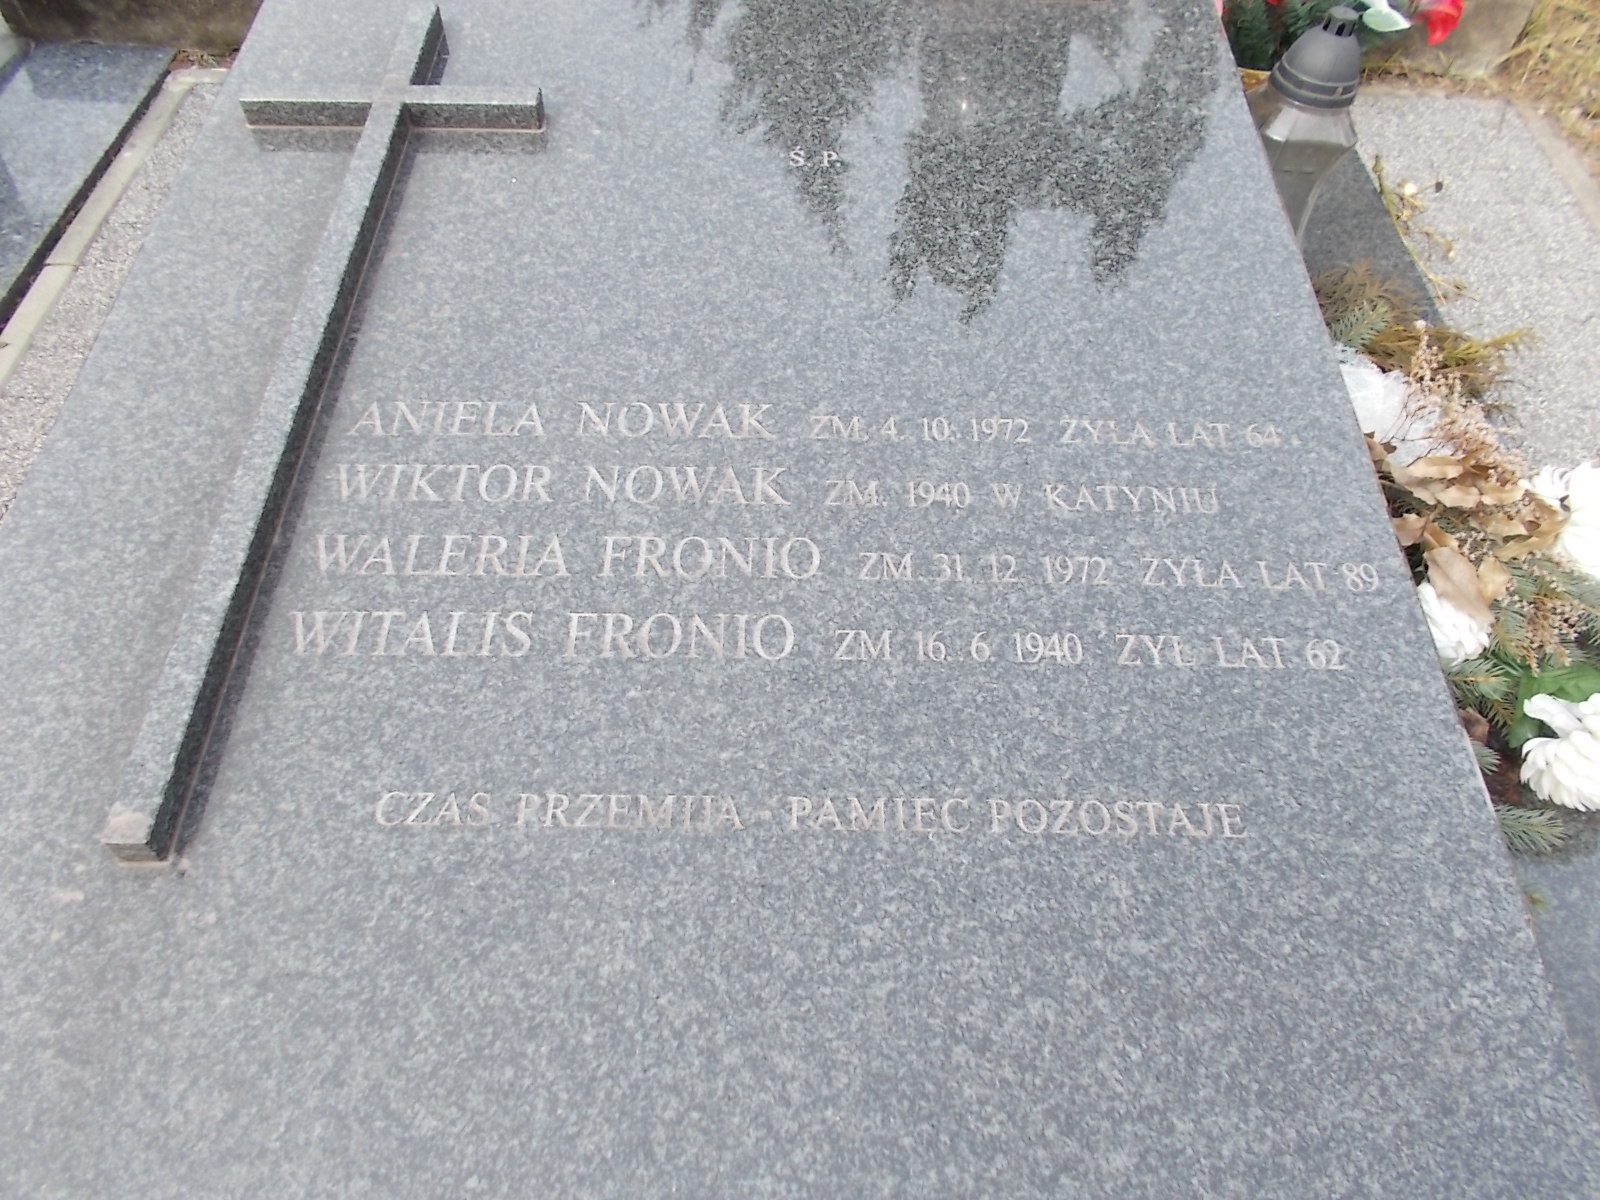 Ś. P.
ANIELA NOWAK ZM. 4. 10. 1972 ŻYŁA LAT 64
WIKTOR NOWAK ZM. 1940 W KATYNIU
WALERIA FRONIO ZM. 31. 12. 1972 ŻYŁA LAT 89
WITALIS FRONIO ZM. 16. 6. 1940 ŻYŁ LAT 62
CZAS PRZEMIJA - PAMIĘĆ POZOSTAJE